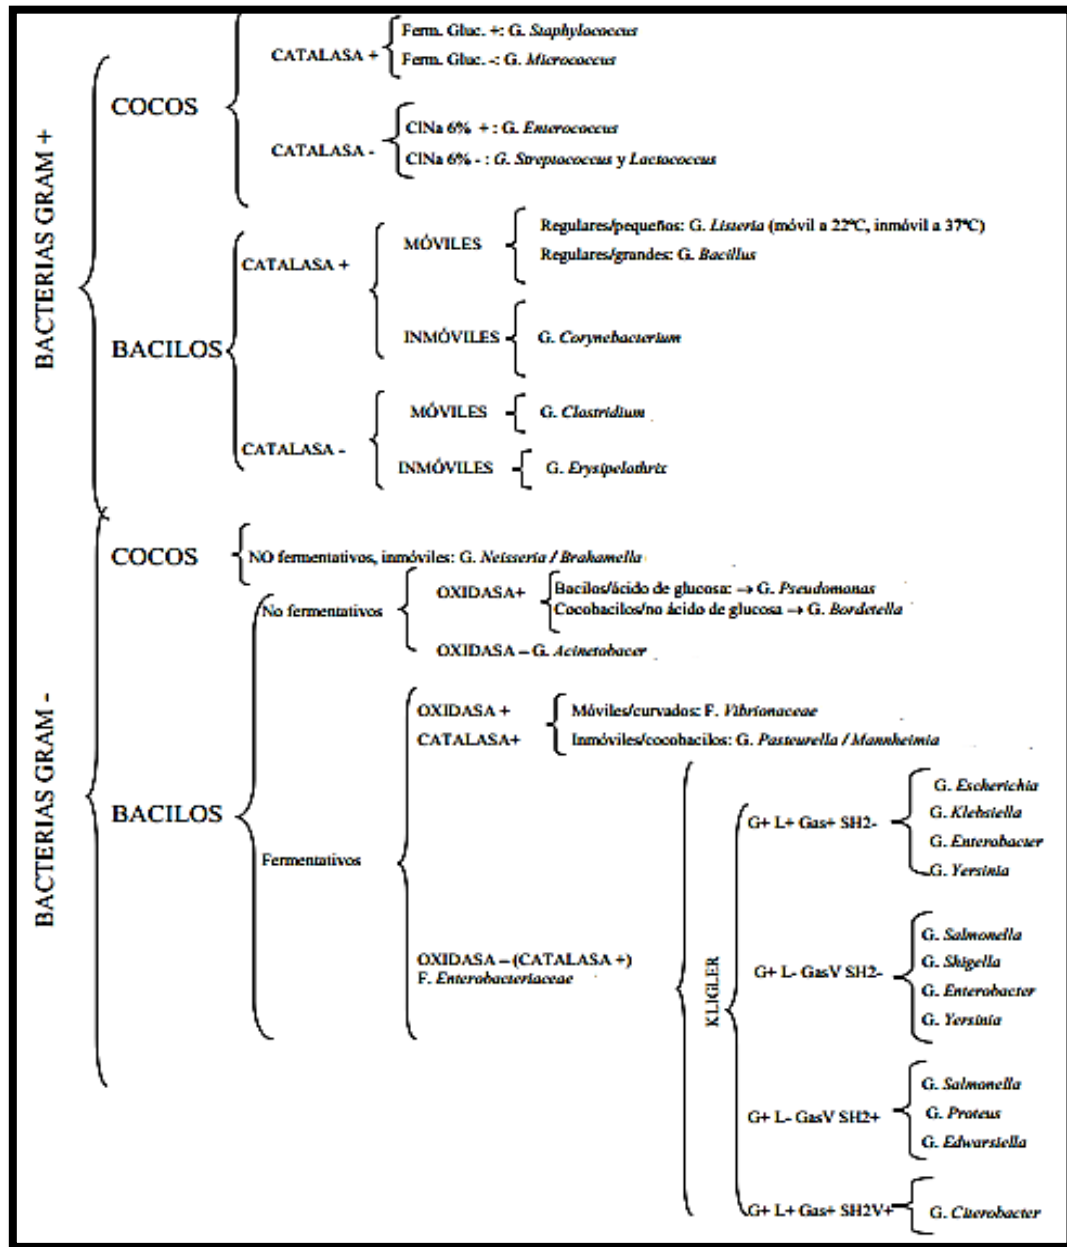 BACTERIAS GRAM +
COCOS
CATALASA +
Ferm. Gluc. +: G. Staphylococcus
Ferm. Gluc. -: G. Micrococcus
CATALASA -
ClNa 6% + : G. Enterococcus
ClNa 6% - : G. Streptococcus y Lactococcus
BACILOS
CATALASA +
MÓVILES
Regulares/pequeños: G. Listeria (móvil a 22ºC, inmóvil a 37ºC)
Regulares/grandes: G. Bacillus
INMÓVILES
G. Corynebacterium
CATALASA -
MÓVILES
G. Clostridium
INMÓVILES
G. Erysipelothrix
BACTERIAS GRAM -
COCOS
NO fermentativos, inmóviles: G. Neisseria / Brahamella
BACILOS
No fermentativos
OXIDASA+
Bacilos/ácido de glucosa: → G. Pseudomonas
Cocobacilos/no ácido de glucosa → G. Bordetella
OXIDASA – G. Acinetobacer
Fermentativos
OXIDASA +
CATALASA+
Móviles/curvados: F. Vibrionaceae
Inmóviles/cocobacilos: G. Pasteurella / Mannheimia
OXIDASA – (CATALASA +)
F. Enterobacteriaceae
KLIGLER
G+ L+ Gas+ SH2-
G. Escherichia
G. Klebsiella
G. Enterobacter
G. Yersinia
G+ L- GasV SH2-
G. Salmonella
G. Shigella
G. Enterobacter
G. Yersinia
G+ L- GasV SH2+
G. Salmonella
G. Proteus
G. Edwarsiella
G+ L+ Gas+ SH2V+
G. Citerobacter